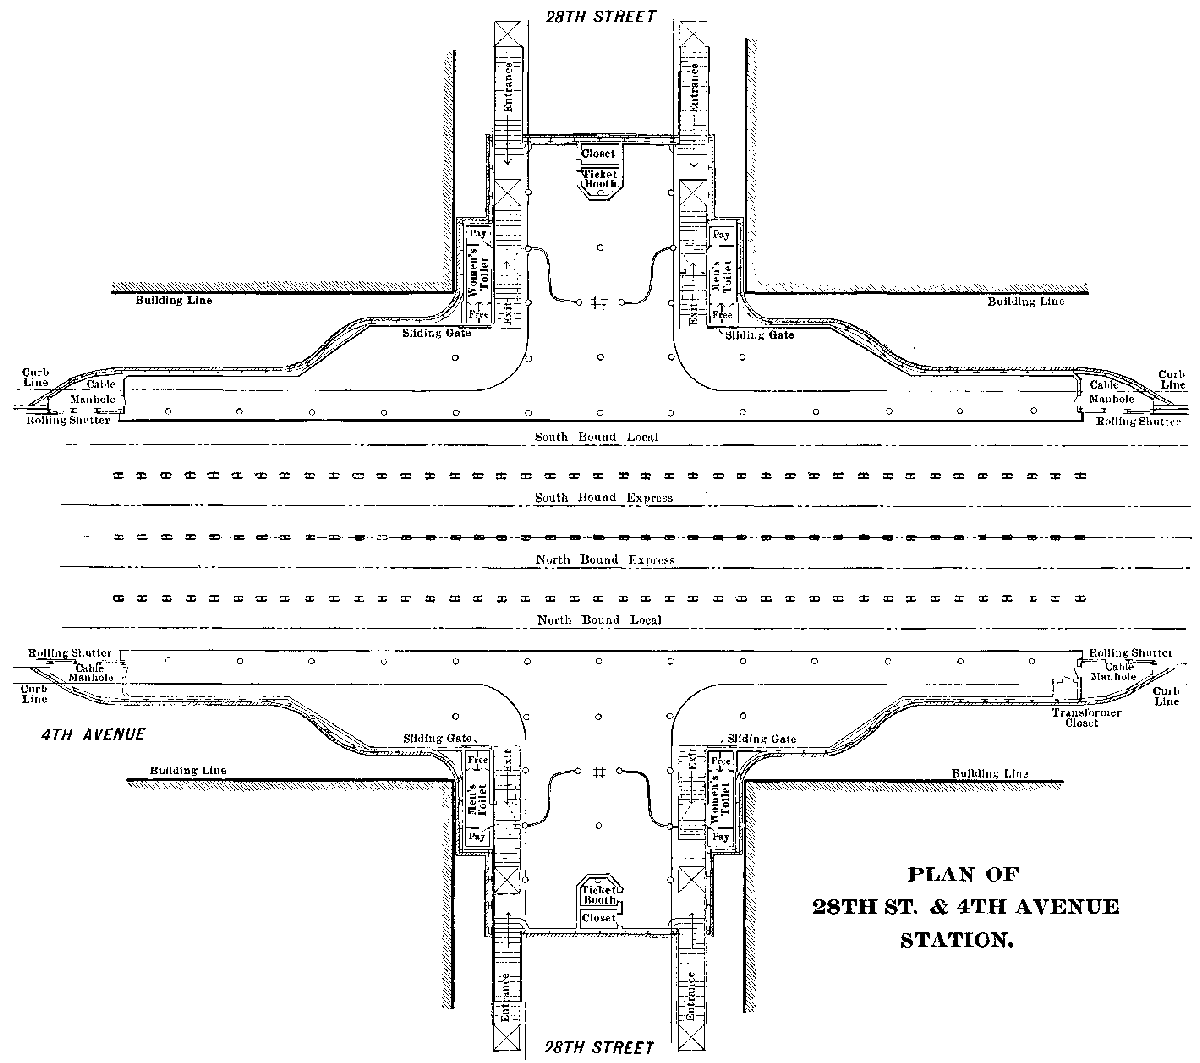 28TH STREET
Entrance
Entrance
Closet
Ticket
Booth
Pay
Women's
Toilet
Free
Exit
Pay
Men's
Toilet
Free
Exit
Building Line
Building Line
Sliding Gate
Sliding Gate
Curb
Line
Cable
Manhole
Rolling Shutter
Curb
Line
Cable
Manhole
Rolling Shutter
South Bound Local
South Bound Express
North Bound Express
North Bound Local
Rolling Shutter
Cable
Manhole
Curb
Line
Rolling Shutter
Cable
Manhole
Curb
Line
Transformer
Closet
4TH AVENUE
Sliding Gate
Sliding Gate
Building Line
Building Line
Free
Men's
Toilet
Pay
Exit
Exit
Free
Women's
Toilet
Pay
Ticket
Booth
Closet
Entrance
Entrance
PLAN OF
28TH ST. & 4TH AVENUE
STATION.
28TH STREET